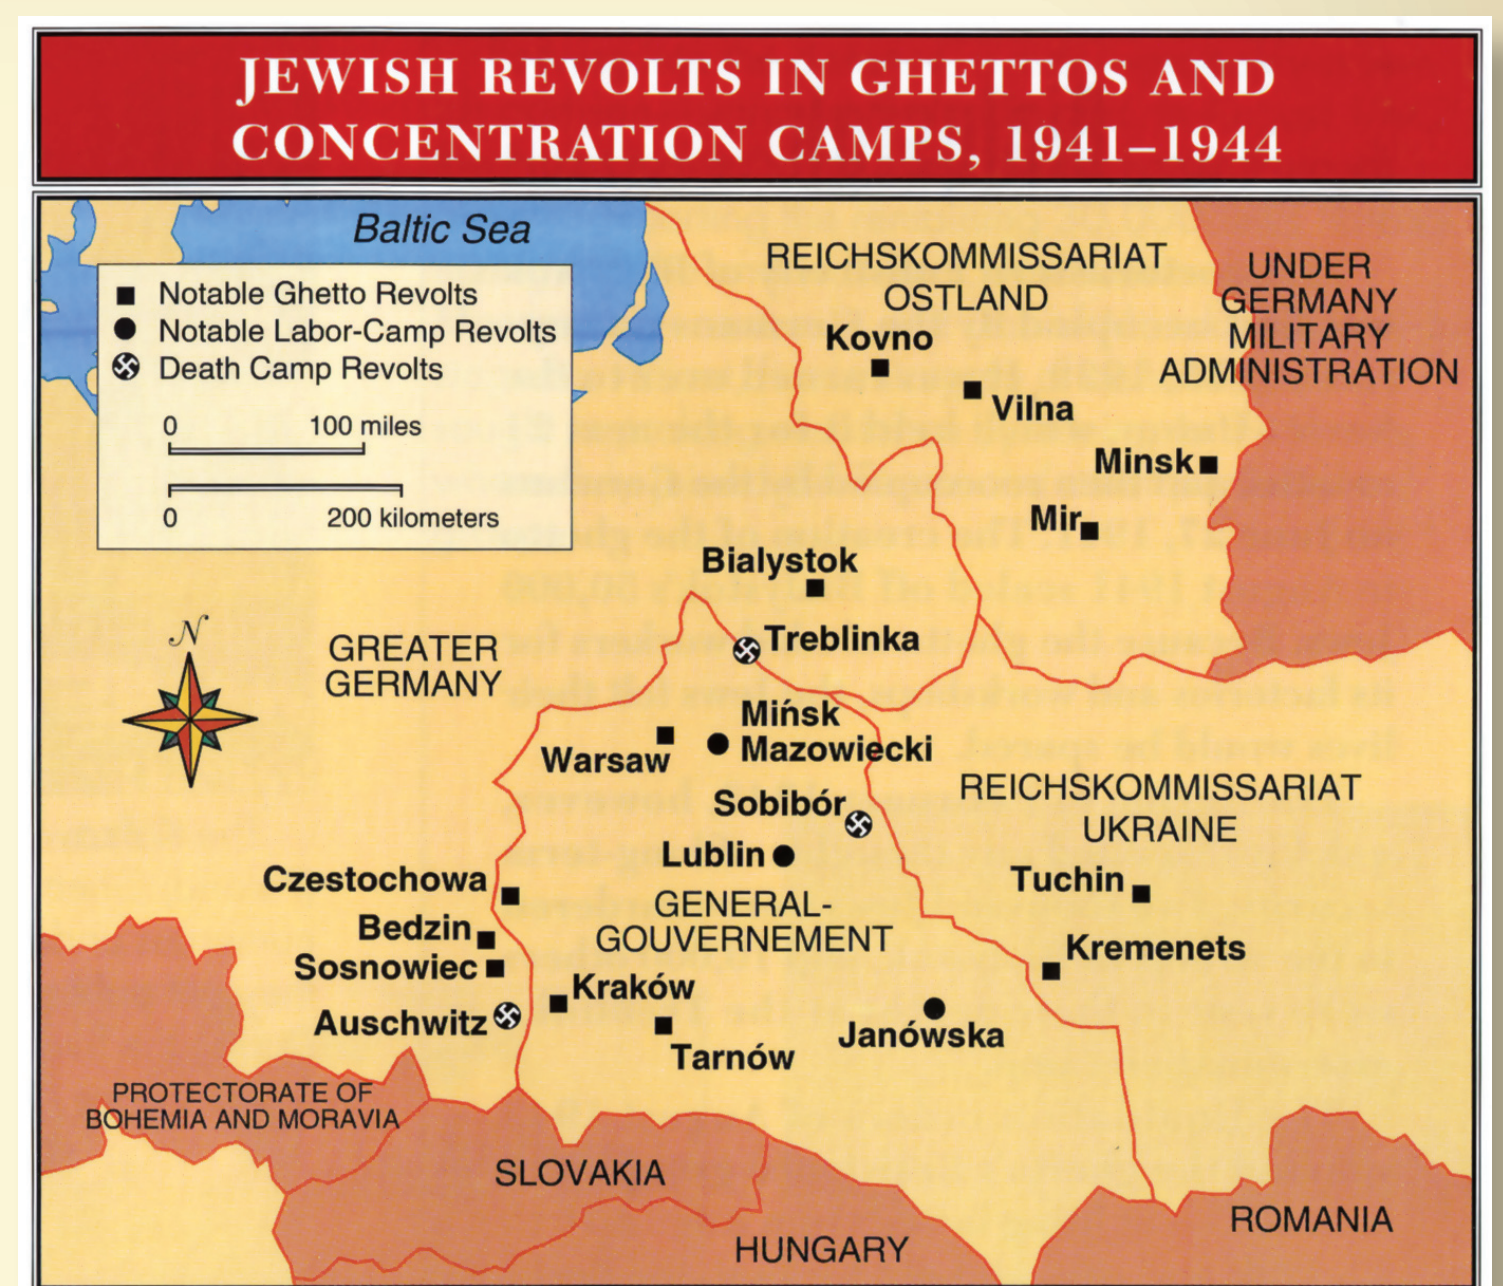 JEWISH REVOLTS IN GHETTOS AND
CONCENTRATION CAMPS, 1941–1944
Baltic Sea
Notable Ghetto Revolts
Notable Labor-Camp Revolts
Death Camp Revolts
0 100 miles
0 200 kilometers
REICHSKOMMISSARIAT
OSTLAND
UNDER
GERMANY
MILITARY
ADMINISTRATION
Kovno
Vilna
Minsk
Mir
Bialystok
Treblinka
N
GREATER
GERMANY
Warsaw
Mińsk
Mazowiecki
Sobibór
Lublin
REICHSKOMMISSARIAT
UKRAINE
Tuchin
Kremenets
Czestochowa
Bedzin
Sosnowiec
Auschwitz
GENERAL-
GOUVERNEMENT
Kraków
Tarnów
Janówska
PROTECTORATE OF
BOHEMIA AND MORAVIA
SLOVAKIA
HUNGARY
ROMANIA